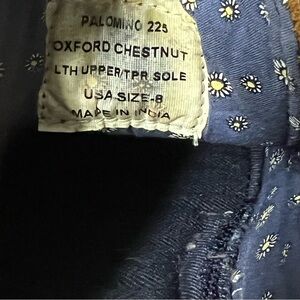 PALOMINO 225
OXFORD CHESTNUT
LTH UPPER/TPR SOLE
USA SIZE-8
MADE IN INDIA